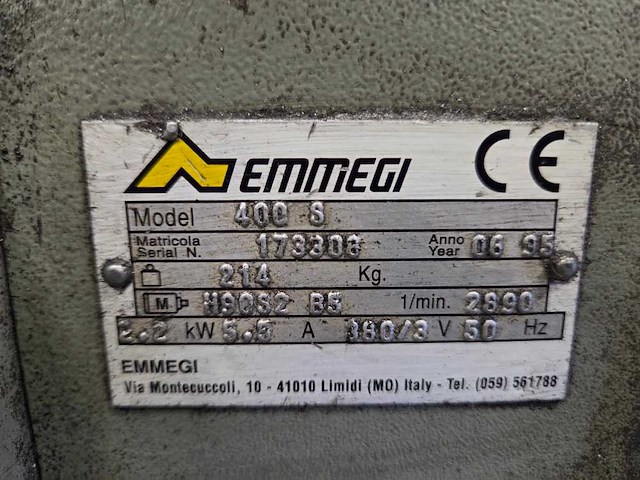 EMMEGI CE
Model 400 S
Matricola
Serial N. 173308 Anno
Year 06 95
214 Kg.
M H90S2 B5 1/min. 2890
2.2 kW 5.5 A 380/3 V 50 Hz
EMMEGI
Via Montecuccoli, 10 - 41010 Limidi (MO) Italy - Tel. (059) 561788